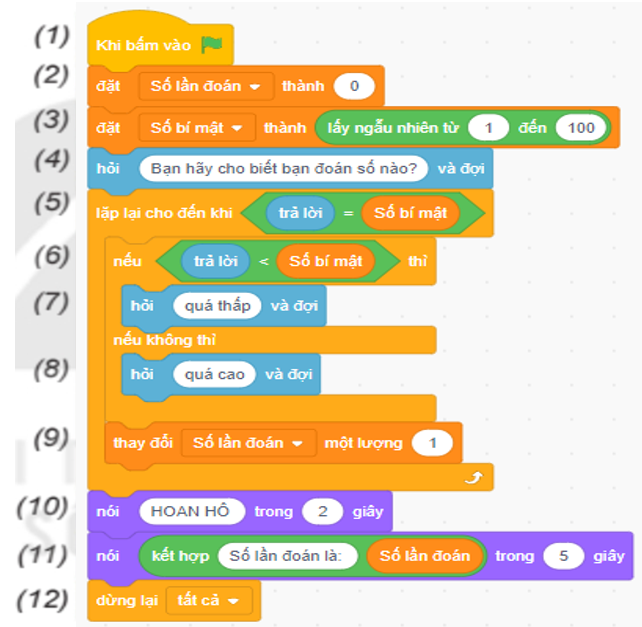 (1) Khi bấm vào
(2) đặt Số lần đoán thành 0
(3) đặt Số bí mật thành lấy ngẫu nhiên từ 1 đến 100
(4) hỏi Bạn hãy cho biết bạn đoán số nào? và đợi
(5) lặp lại cho đến khi trả lời = Số bí mật
(6) nếu trả lời < Số bí mật thì
(7) hỏi quá thấp và đợi
nếu không thì
(8) hỏi quá cao và đợi
(9) thay đổi Số lần đoán một lượng 1
(10) nói HOAN HÔ trong 2 giây
(11) nói kết hợp Số lần đoán là: Số lần đoán trong 5 giây
(12) dừng lại tất cả